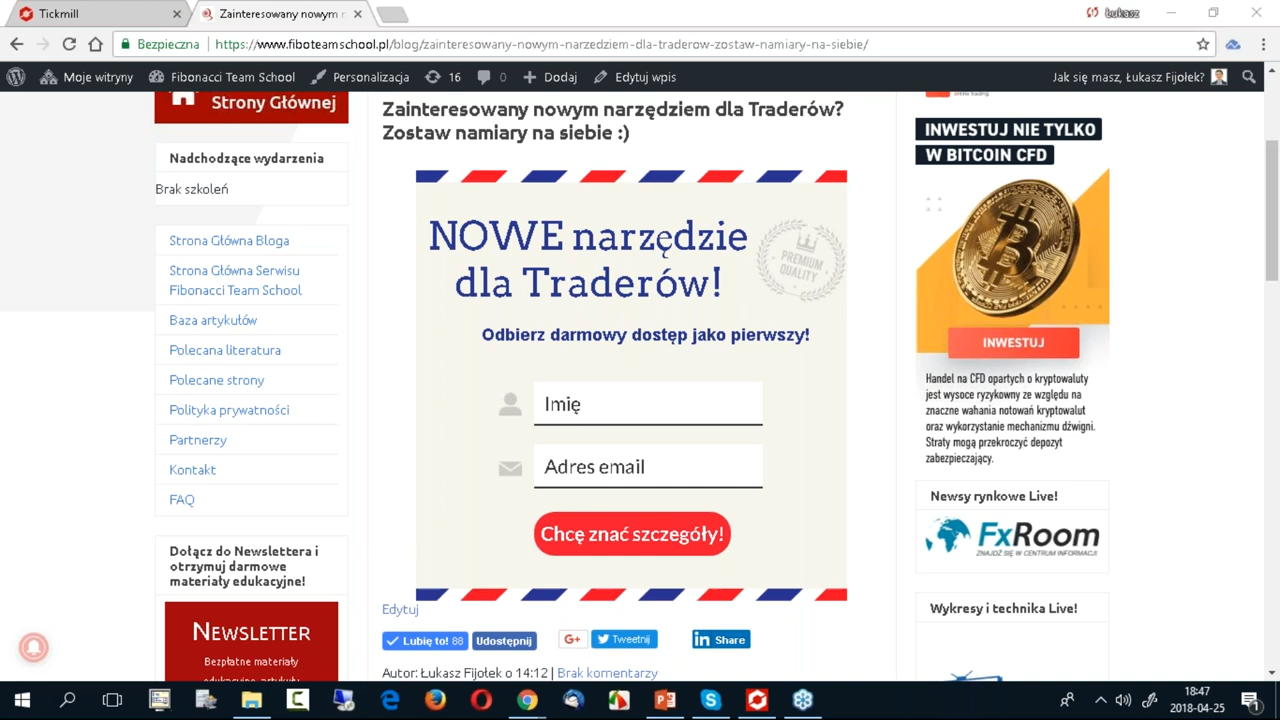 Tickmill
Zainteresowany nowym
Łukasz
Bezpieczna
https://www.fiboteamschool.pl/blog/zainteresowany-nowym-narzedziem-dla-traderow-zostaw-namiary-na-siebie/
Moje witryny
Fibonacci Team School
Personalizacja
16
0
Dodaj
Edytuj wpis
Jak się masz, Łukasz Fijołek?
Strony Głównej
Nadchodzące wydarzenia
Brak szkoleń
Strona Główna Bloga
Strona Główna Serwisu
Fibonacci Team School
Baza artykułów
Polecana literatura
Polecane strony
Polityka prywatności
Partnerzy
Kontakt
FAQ
Dołącz do Newslettera i
otrzymuj darmowe
materiały edukacyjne!
NEWSLETTER
Bezpłatne materiały
edukacyjne, artykuły
Zainteresowany nowym narzędziem dla Traderów?
Zostaw namiary na siebie :)
NOWE narzędzie
dla Traderów!
PREMIUM
QUALITY
Odbierz darmowy dostęp jako pierwszy!
Imię
Adres email
Chcę znać szczegóły!
Edytuj
Lubię to! 88
Udostępnij
G+
Tweetnij
in Share
Autor: Łukasz Fijołek o 14:12 | Brak komentarzy
online trading
INWESTUJ NIE TYLKO
W BITCOIN CFD
INWESTUJ
Handel na CFD opartych o kryptowaluty
jest wysoce ryzykowny ze względu na
znaczne wahania notowań kryptowalut
oraz wykorzystanie mechanizmu dźwigni.
Straty mogą przekroczyć depozyt
zabezpieczający.
Newsy rynkowe Live!
FxRoom
ZNAJDŹ SIĘ W CENTRUM INFORMACJI
Wykresy i technika Live!
18:47
2018-04-25
1